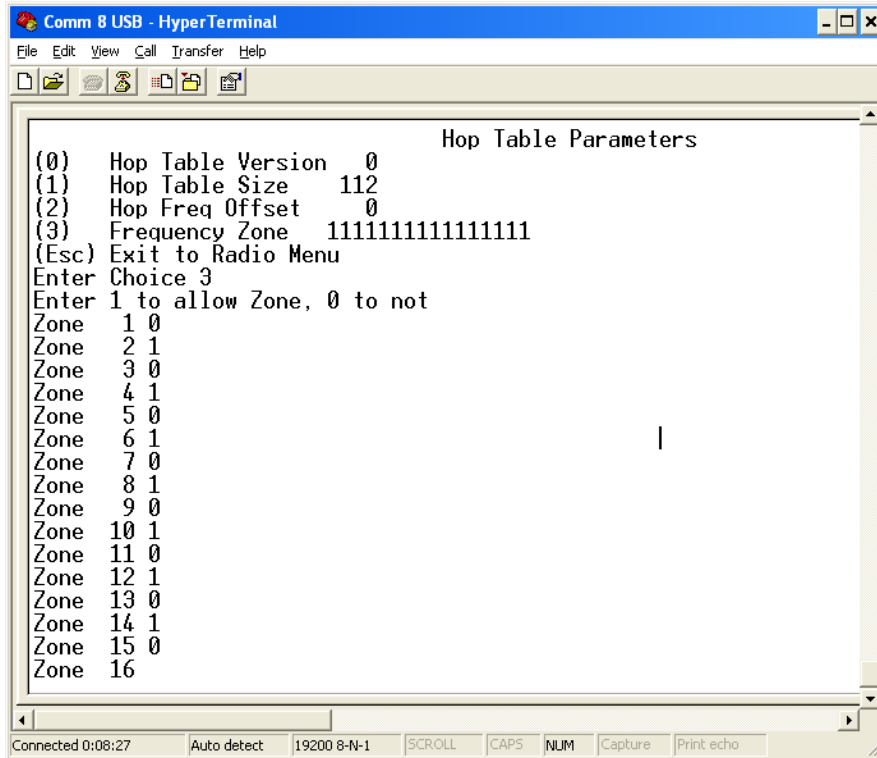 Comm 8 USB - HyperTerminal
File Edit View Call Transfer Help
Hop Table Parameters
(0) Hop Table Version 0
(1) Hop Table Size 112
(2) Hop Freq Offset 0
(3) Frequency Zone 1111111111111111
(Esc) Exit to Radio Menu
Enter Choice 3
Enter 1 to allow Zone, 0 to not
Zone 1 0
Zone 2 1
Zone 3 0
Zone 4 1
Zone 5 0
Zone 6 1
Zone 7 0
Zone 8 1
Zone 9 0
Zone 10 1
Zone 11 0
Zone 12 1
Zone 13 0
Zone 14 1
Zone 15 0
Zone 16
Connected 0:08:27 Auto detect 19200 8-N-1 SCROLL CAPS NUM Capture Print echo